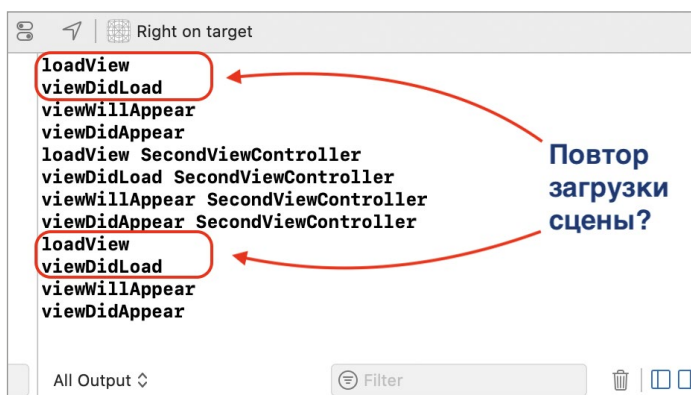 Right on target
loadView
viewDidLoad
viewWillAppear
viewDidAppear
loadView SecondViewController
viewDidLoad SecondViewController
viewWillAppear SecondViewController
viewDidAppear SecondViewController
loadView
viewDidLoad
viewWillAppear
viewDidAppear
Повтор
загрузки
сцены?
All Output
Filter